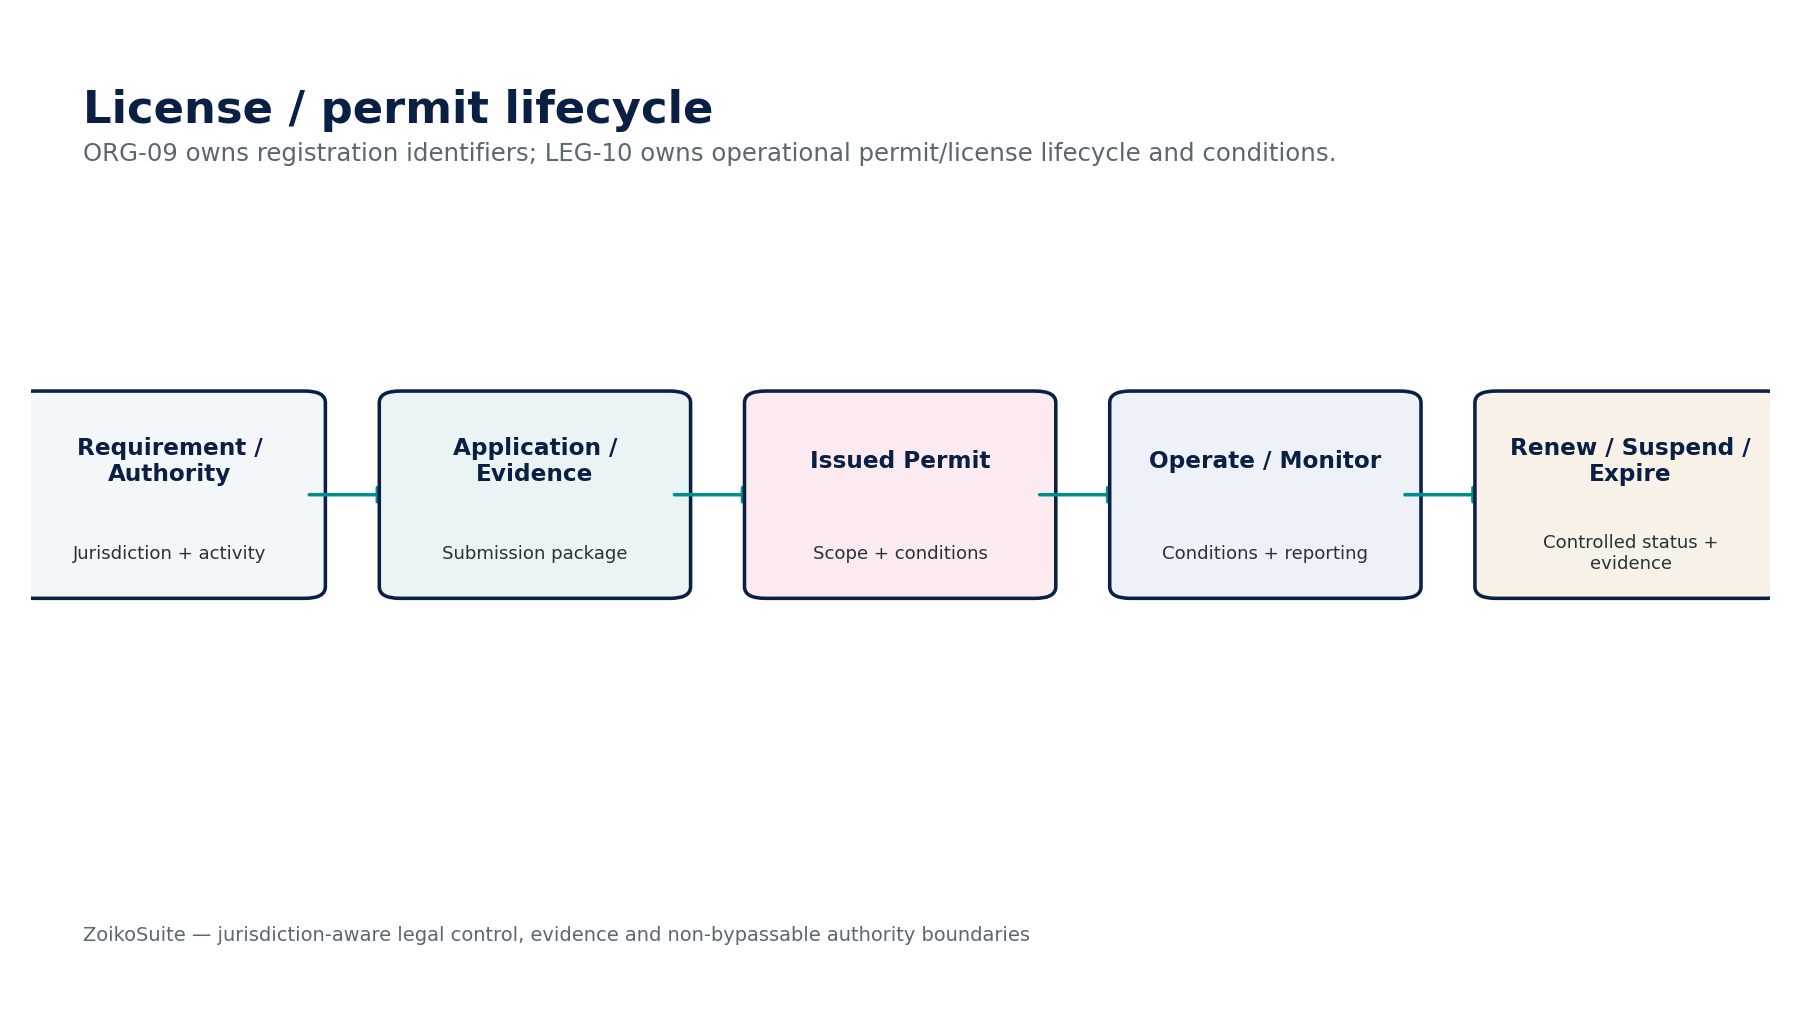 License / permit lifecycle
ORG-09 owns registration identifiers; LEG-10 owns operational permit/license lifecycle and conditions.
Requirement /
Authority
Jurisdiction + activity
Application /
Evidence
Submission package
Issued Permit
Scope + conditions
Operate / Monitor
Conditions + reporting
Renew / Suspend /
Expire
Controlled status +
evidence
ZoikoSuite — jurisdiction-aware legal control, evidence and non-bypassable authority boundaries